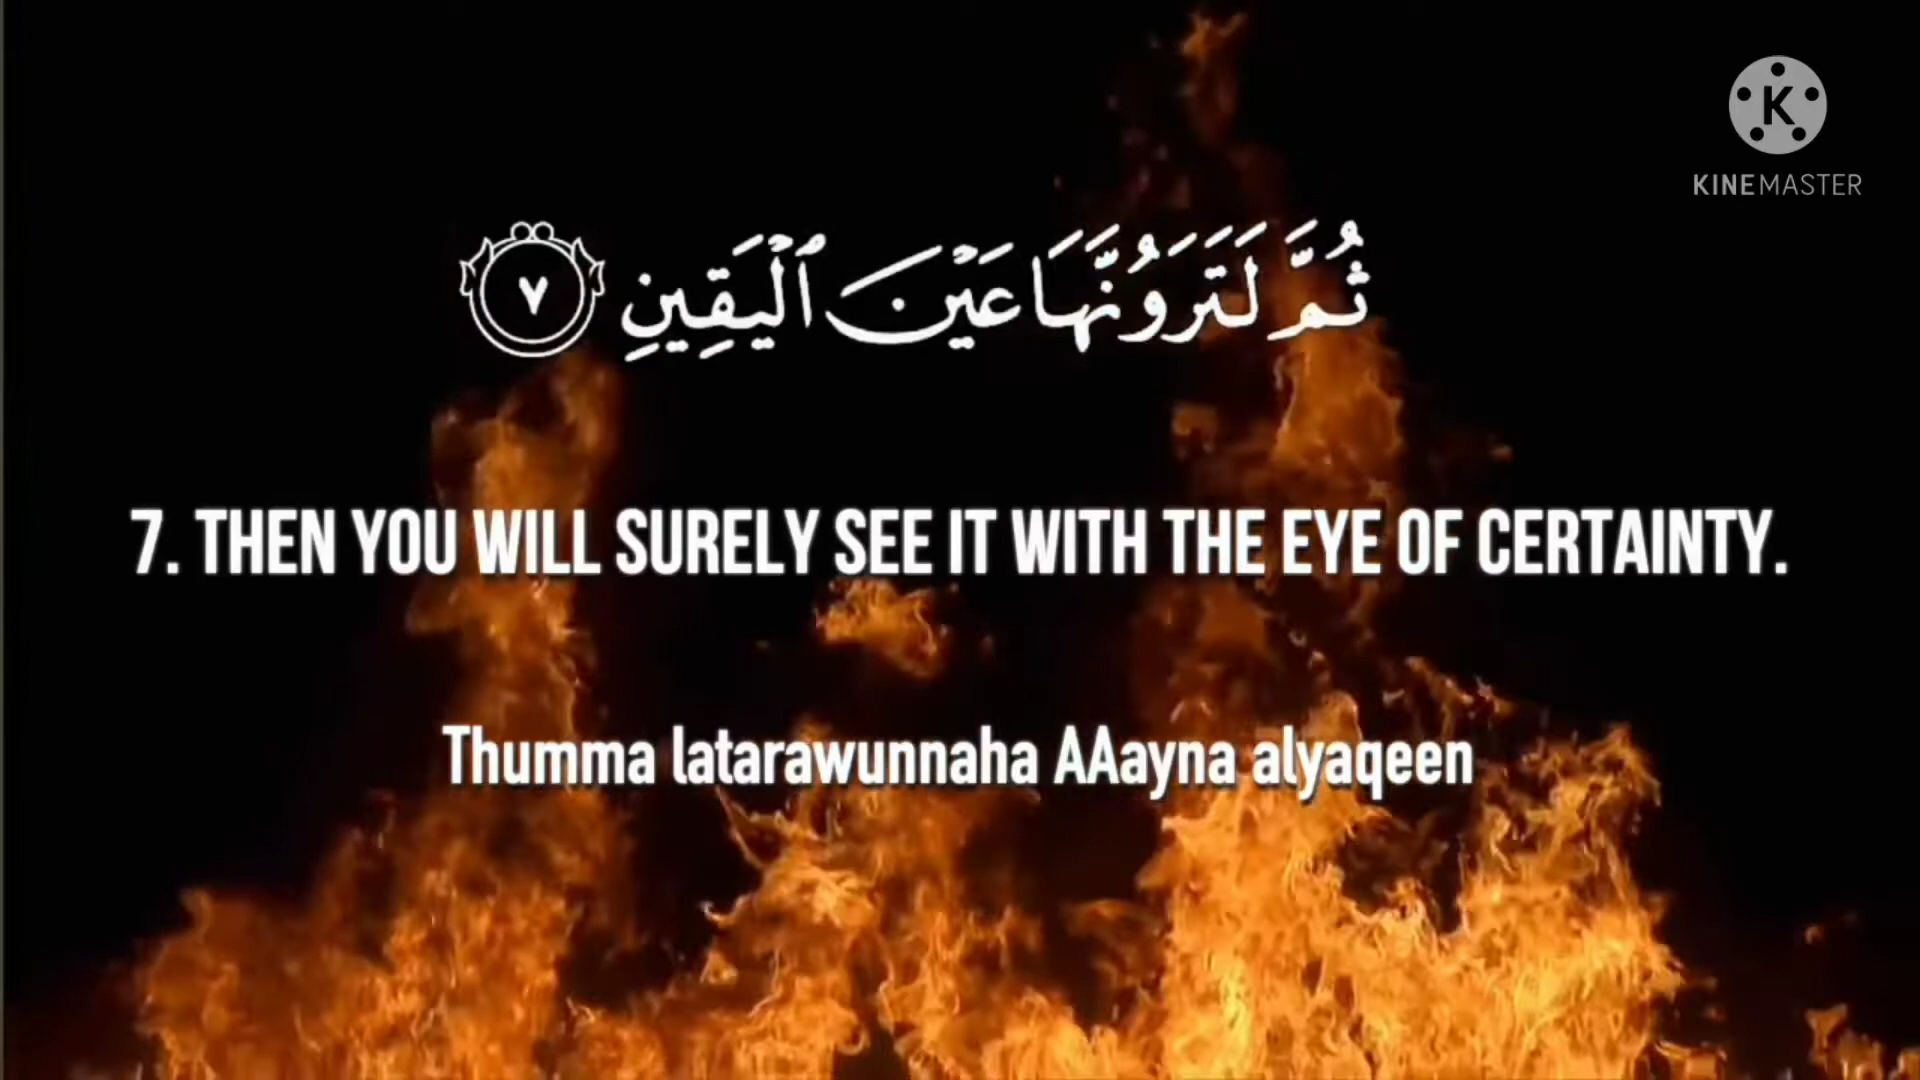 KINEMASTER
ثُمَّ لَتَرَوُنَّهَا عَيْنَ ٱلْيَقِينِ ٧
7. THEN YOU WILL SURELY SEE IT WITH THE EYE OF CERTAINTY.
Thumma latarawunnaha AAayna alyaqeen